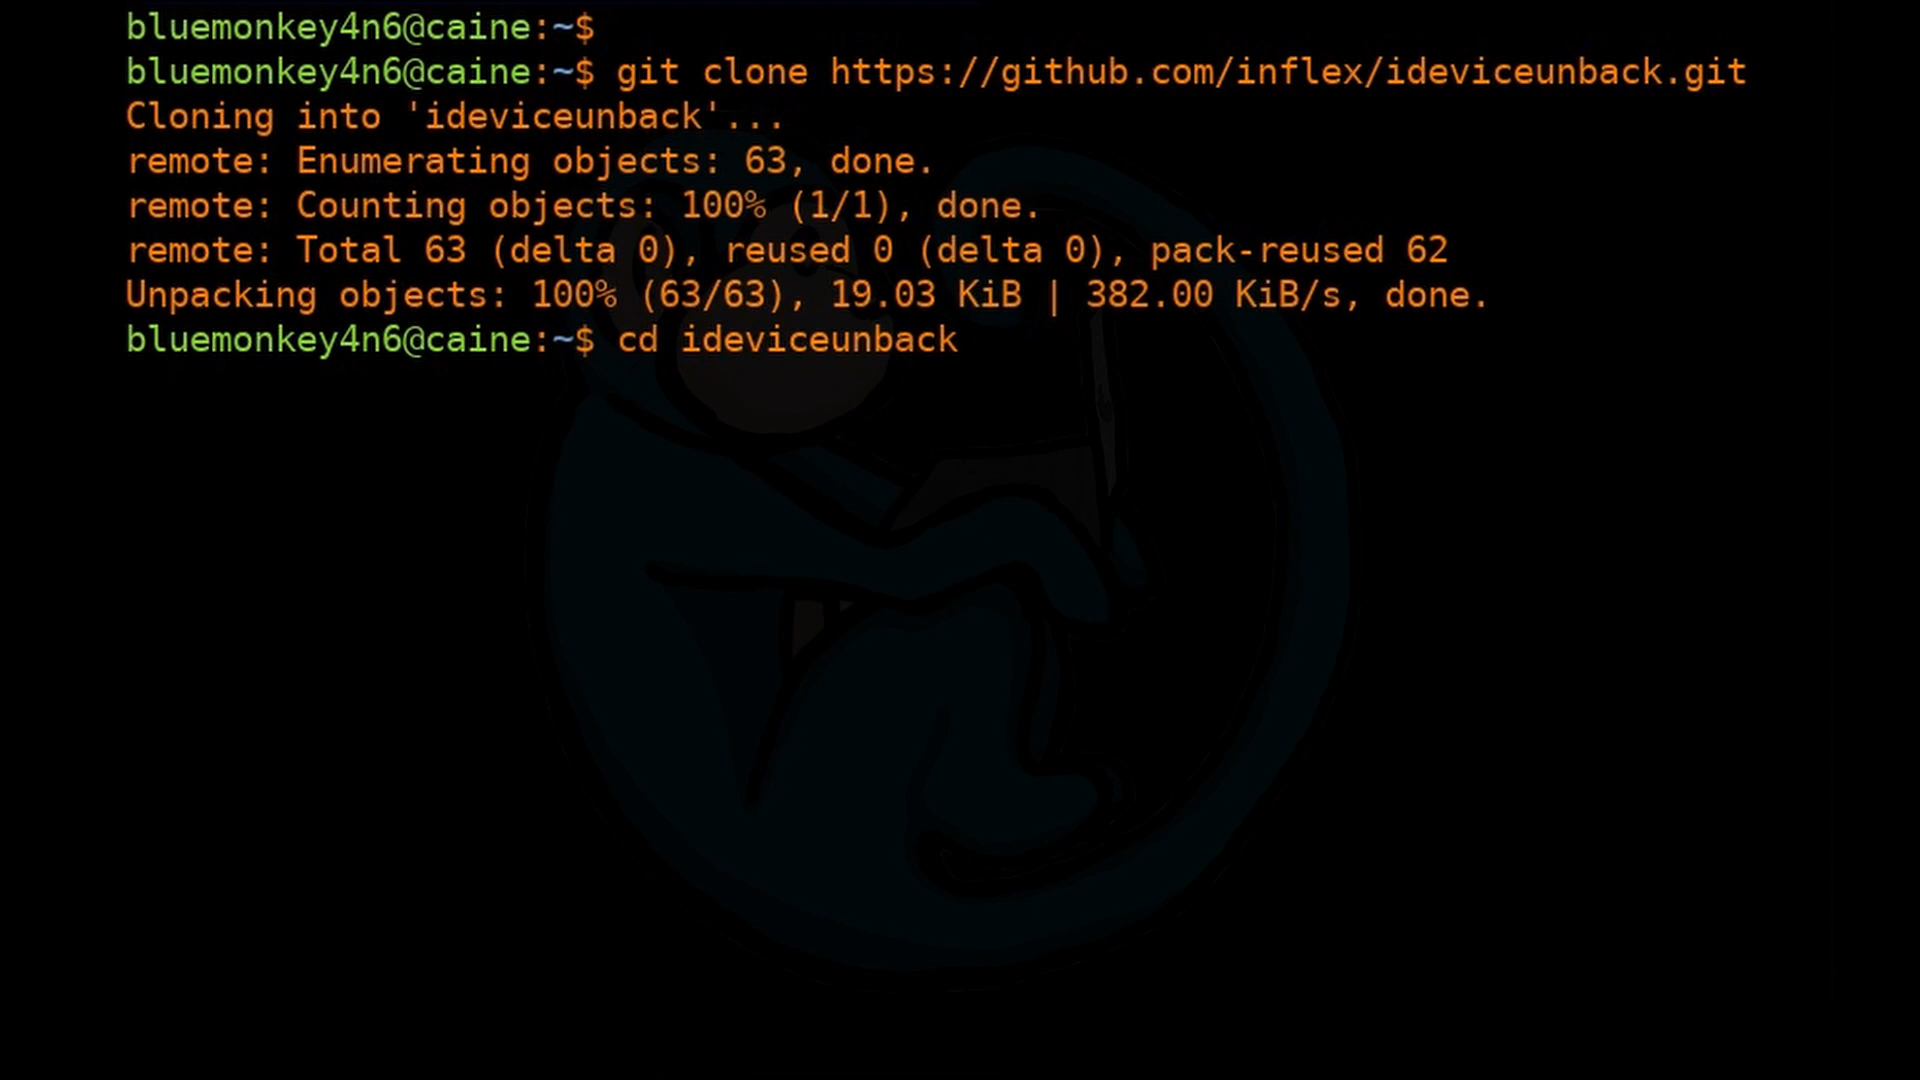 bluemonkey4n6@caine:~$
bluemonkey4n6@caine:~$ git clone https://github.com/inflex/ideviceunback.git
Cloning into 'ideviceunback'...
remote: Enumerating objects: 63, done.
remote: Counting objects: 100% (1/1), done.
remote: Total 63 (delta 0), reused 0 (delta 0), pack-reused 62
Unpacking objects: 100% (63/63), 19.03 KiB | 382.00 KiB/s, done.
bluemonkey4n6@caine:~$ cd ideviceunback